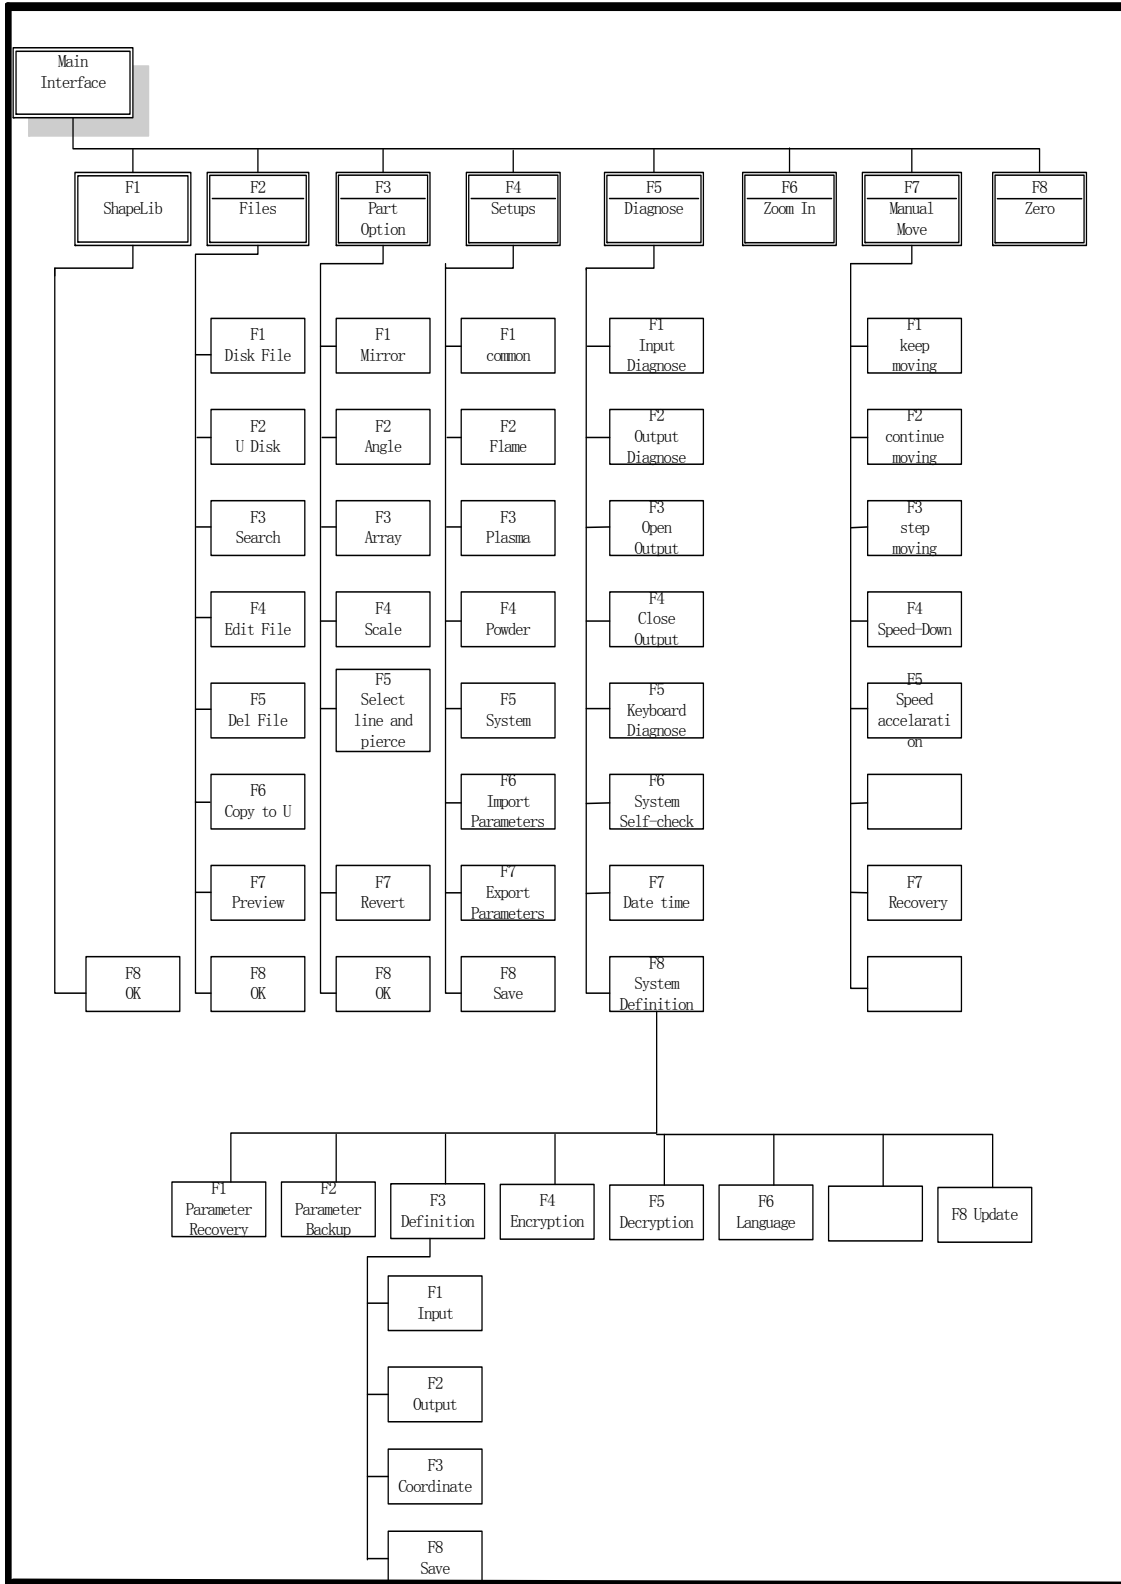 Main
Interface
F1
ShapeLib
F2
Files
F3
Part
Option
F4
Setups
F5
Diagnose
F6
Zoom In
F7
Manual
Move
F8
Zero
F1
Disk File
F2
U Disk
F3
Search
F4
Edit File
F5
Del File
F6
Copy to U
F7
Preview
F8
OK
F8
OK
F1
Mirror
F2
Angle
F3
Array
F4
Scale
F5
Select
line and
pierce
F7
Revert
F8
OK
F1
common
F2
Flame
F3
Plasma
F4
Powder
F5
System
F6
Import
Parameters
F7
Export
Parameters
F8
Save
F1
Input
Diagnose
F2
Output
Diagnose
F3
Open
Output
F4
Close
Output
F5
Keyboard
Diagnose
F6
System
Self-check
F7
Date time
F8
System
Definition
F1
keep
moving
F2
continue
moving
F3
step
moving
F4
Speed-Down
F5
Speed
accelarati
on
F7
Recovery
F1
Parameter
Recovery
F2
Parameter
Backup
F3
Definition
F4
Encryption
F5
Decryption
F6
Language
F8 Update
F1
Input
F2
Output
F3
Coordinate
F8
Save